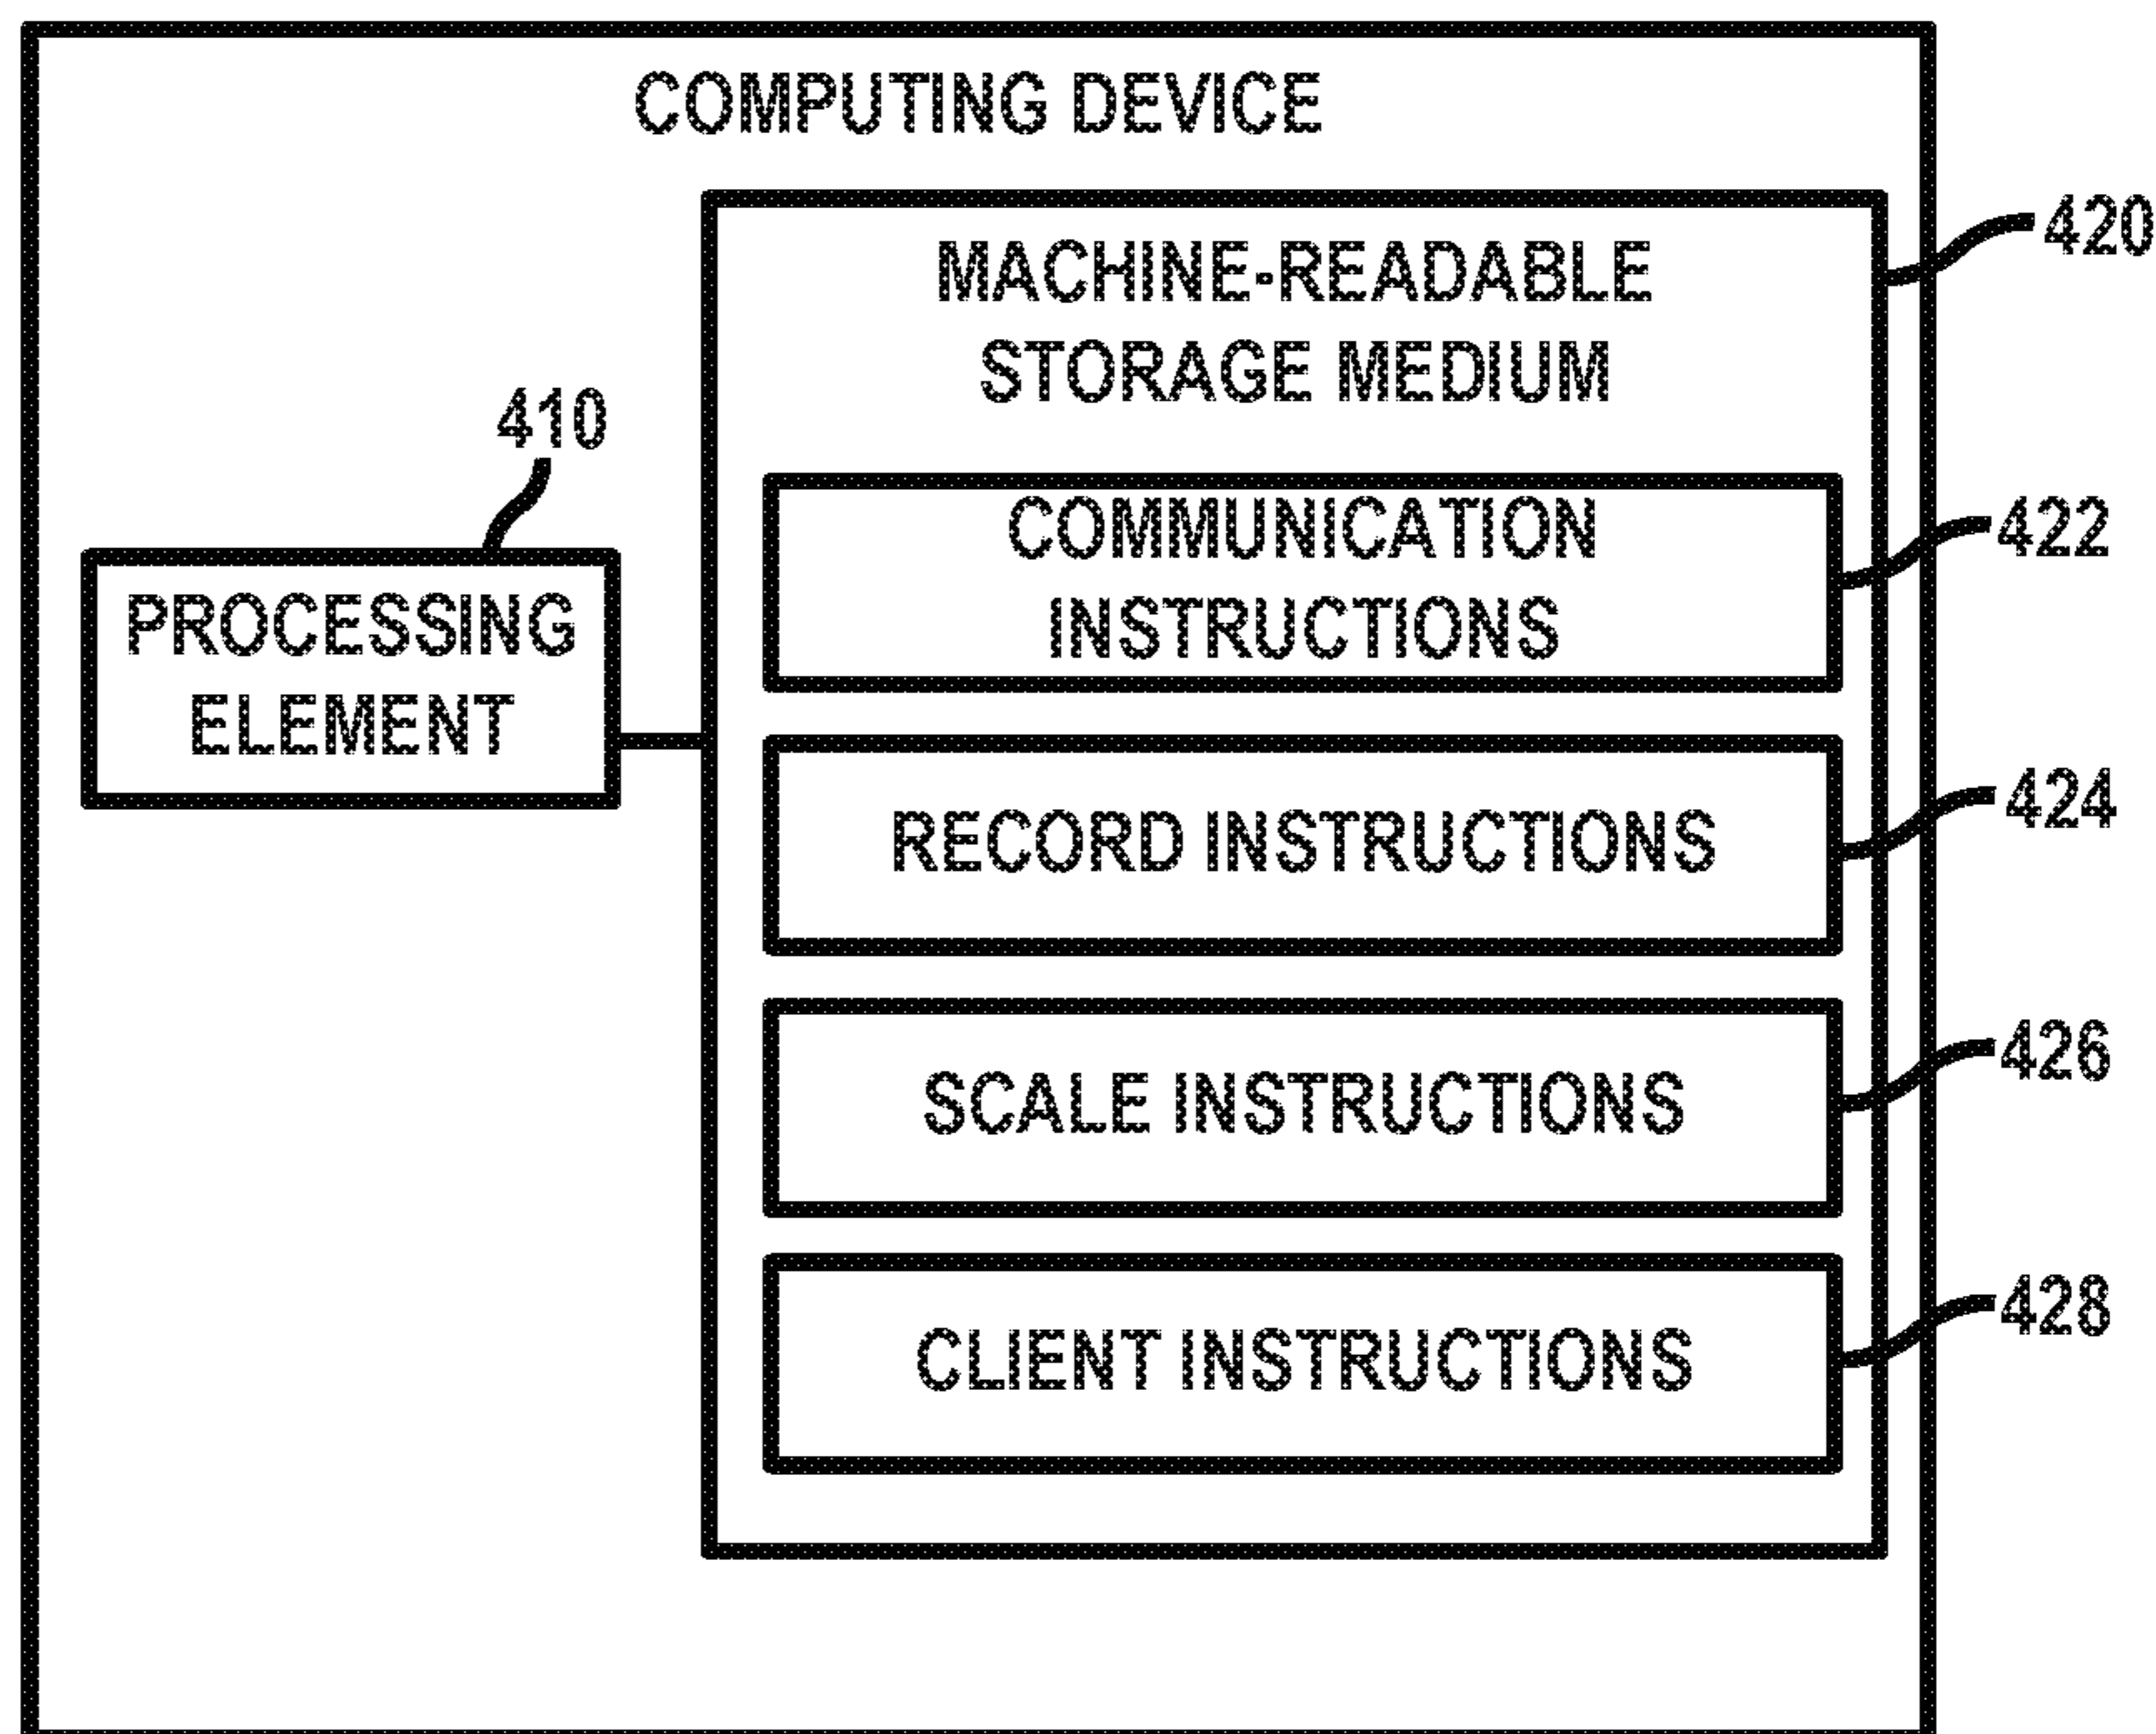 COMPUTING DEVICE
MACHINE-READABLE
STORAGE MEDIUM
420
410
PROCESSING
ELEMENT
COMMUNICATION
INSTRUCTIONS
422
RECORD INSTRUCTIONS
424
SCALE INSTRUCTIONS
426
CLIENT INSTRUCTIONS
428